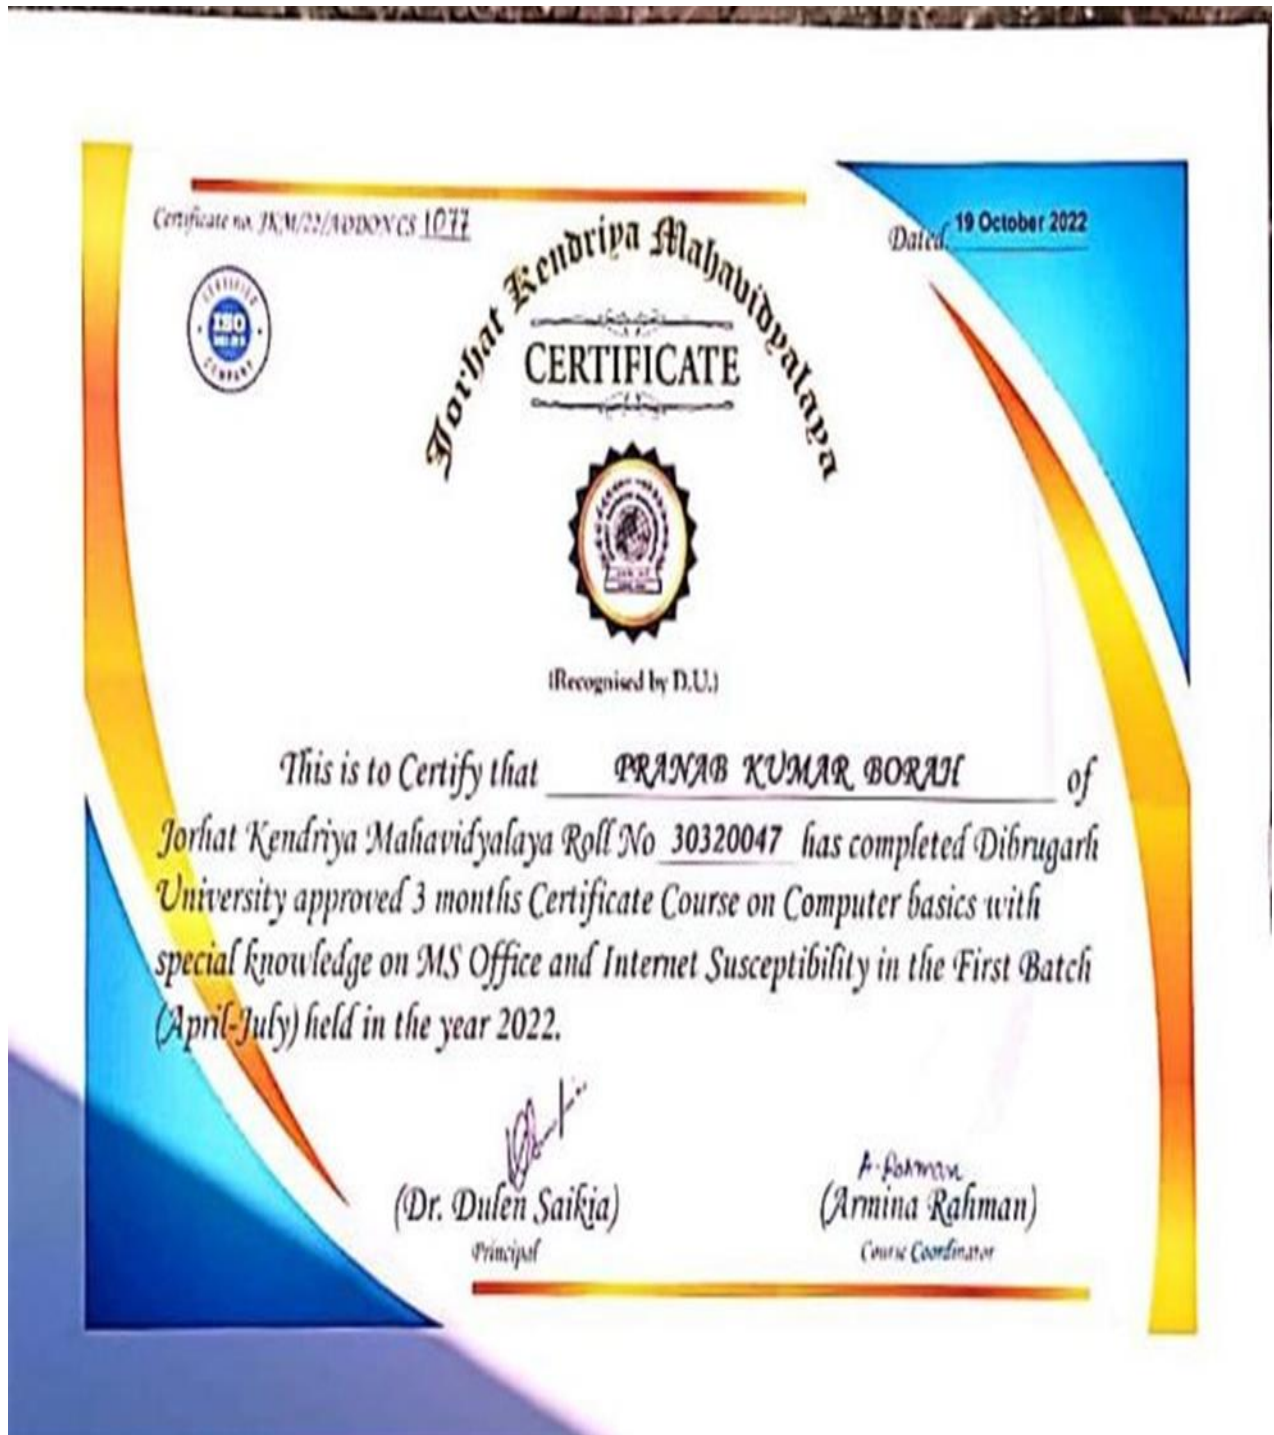 Certificate no. JKM/22/ADDON CS 1077
Dated. 19 October 2022
CERTIFIED
ISO
COMPANY
Jorhat Kendriya Mahavidyalaya
CERTIFICATE
(Recognised by D.U.)
This is to Certify that PRANAB KUMAR BORAH of
Jorhat Kendriya Mahavidyalaya Roll No 30320047 has completed Dibrugarh
University approved 3 months Certificate Course on Computer basics with
special knowledge on MS Office and Internet Susceptibility in the First Batch
(April-July) held in the year 2022.
A. Rahman
(Dr. Dulen Saikia) (Armina Rahman)
Principal Course Coordinator